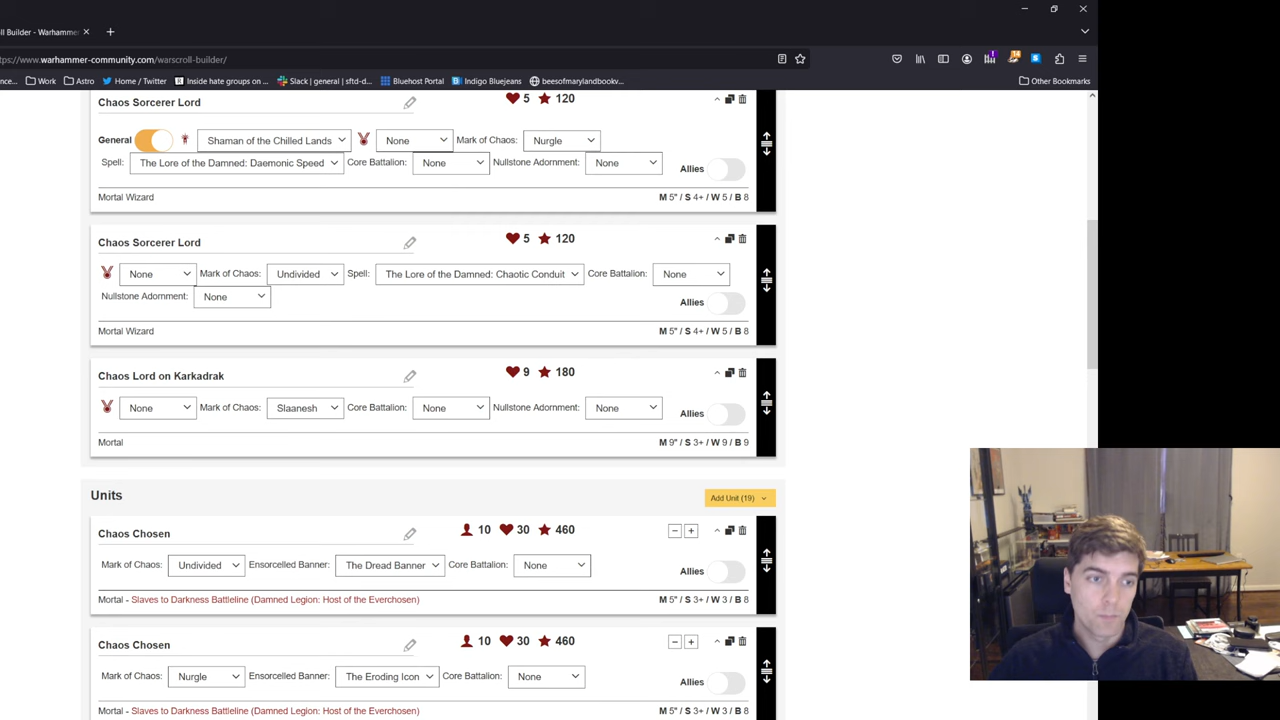 ll Builder - Warhammer
ttps://www.warhammer-community.com/warscroll-builder/
nce...
Work
Astro
Home / Twitter
Inside hate groups on ...
Slack | general | sftd-d...
Bluehost Portal
Indigo Bluejeans
beesofmarylandbookv...
Other Bookmarks
Chaos Sorcerer Lord 5 120
General Shaman of the Chilled Lands None Mark of Chaos: Nurgle
Spell: The Lore of the Damned: Daemonic Speed Core Battalion: None Nullstone Adornment: None
Allies
Mortal Wizard M 5" / S 4+ / W 5 / B 8
Chaos Sorcerer Lord 5 120
None Mark of Chaos: Undivided Spell: The Lore of the Damned: Chaotic Conduit Core Battalion: None
Nullstone Adornment: None
Allies
Mortal Wizard M 5" / S 4+ / W 5 / B 8
Chaos Lord on Karkadrak 9 180
None Mark of Chaos: Slaanesh Core Battalion: None Nullstone Adornment: None
Allies
Mortal M 9" / S 3+ / W 9 / B 9
Units Add Unit (19)
Chaos Chosen 10 30 460
Mark of Chaos: Undivided Ensorcelled Banner: The Dread Banner Core Battalion: None
Allies
Mortal - Slaves to Darkness Battleline (Damned Legion: Host of the Everchosen) M 5" / S 3+ / W 3 / B 8
Chaos Chosen 10 30 460
Mark of Chaos: Nurgle Ensorcelled Banner: The Eroding Icon Core Battalion: None
Allies
Mortal - Slaves to Darkness Battleline (Damned Legion: Host of the Everchosen) M 5" / S 3+ / W 3 / B 8